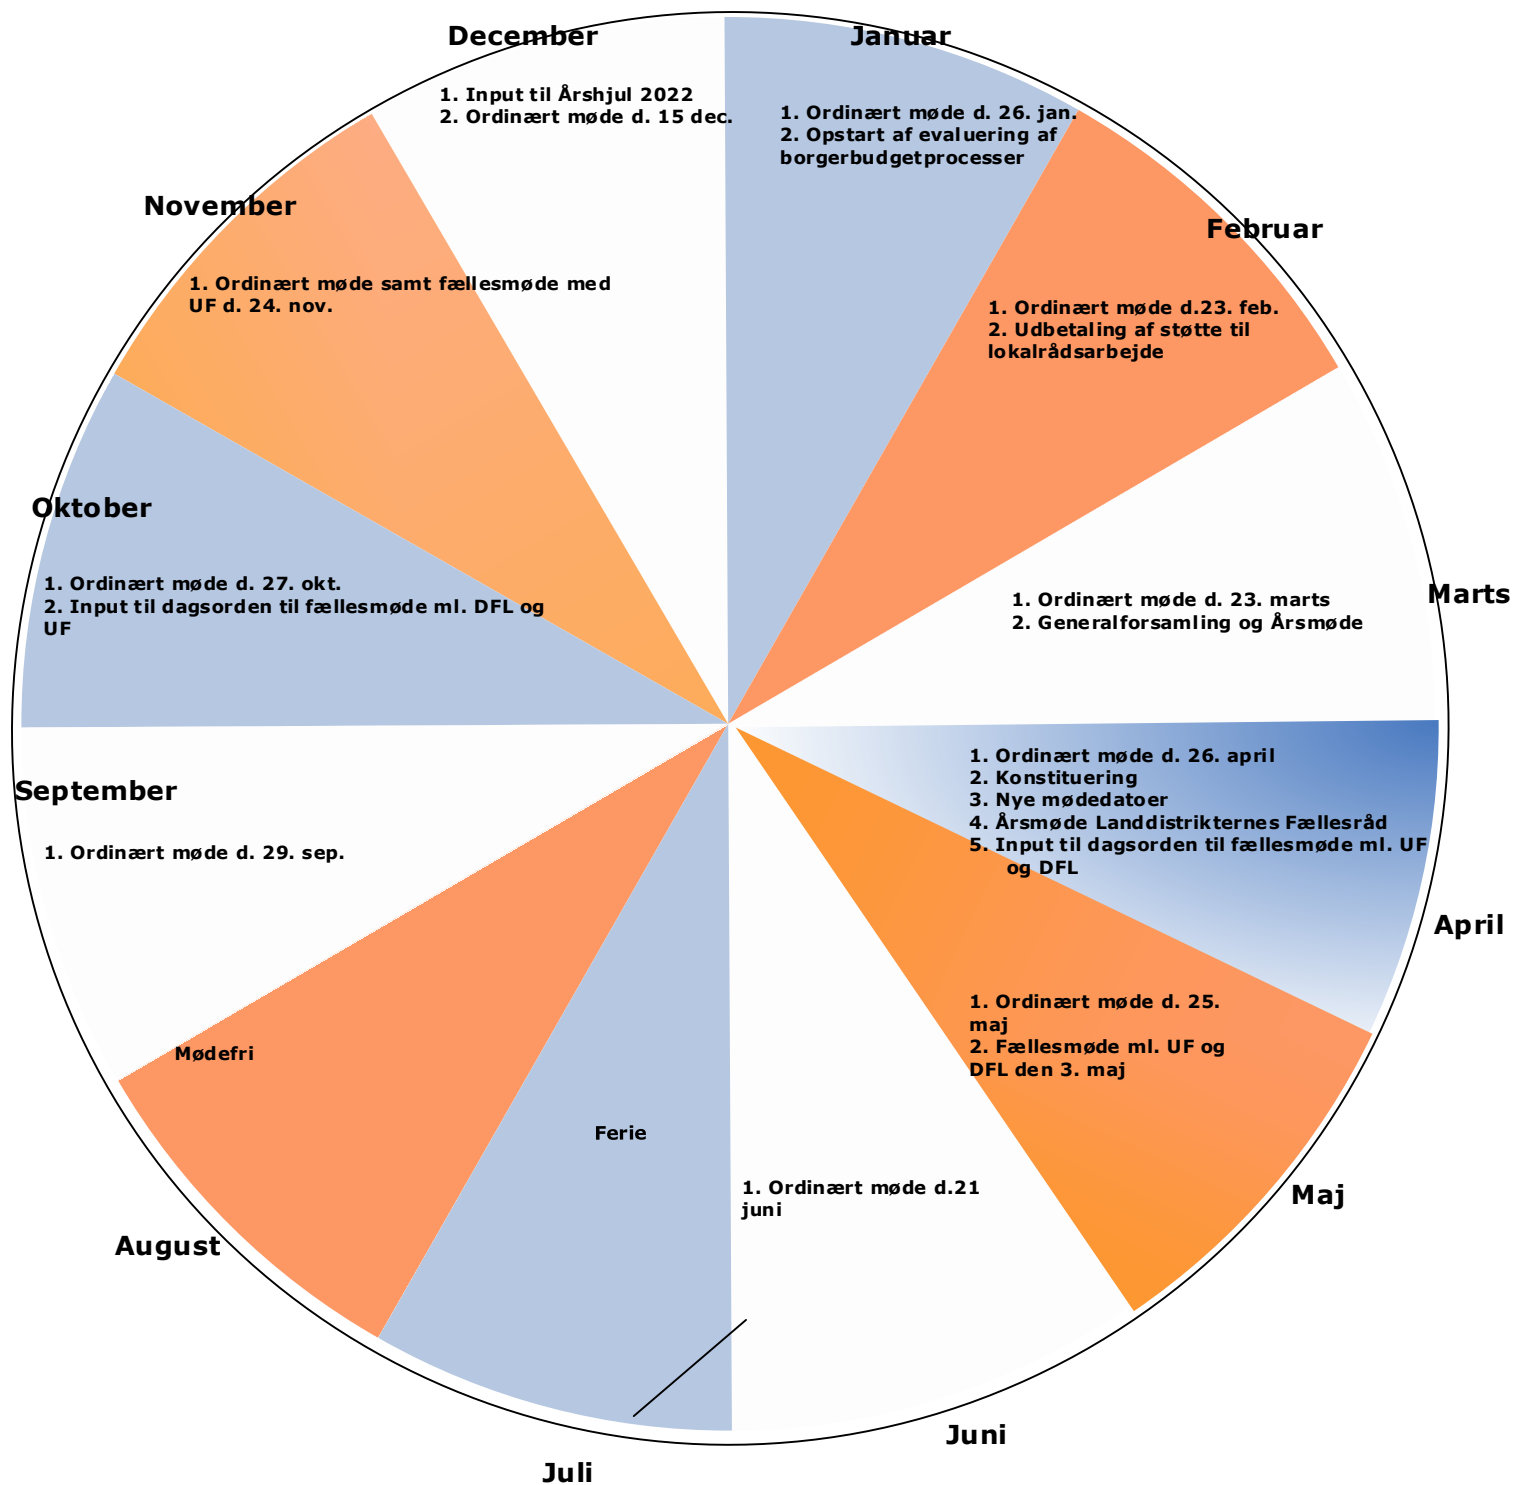 Januar
1. Ordinært møde d. 26. jan.
2. Opstart af evaluering af
borgerbudgetprocesser
Februar
1. Ordinært møde d.23. feb.
2. Udbetaling af støtte til
lokalrådsarbejde
Marts
1. Ordinært møde d. 23. marts
2. Generalforsamling og Årsmøde
April
1. Ordinært møde d. 26. april
2. Konstituering
3. Nye mødedatoer
4. Årsmøde Landdistrikternes Fællesråd
5. Input til dagsorden til fællesmøde ml. UF
og DFL
Maj
1. Ordinært møde d. 25.
maj
2. Fællesmøde ml. UF og
DFL den 3. maj
Juni
1. Ordinært møde d.21
juni
Juli
Ferie
August
Mødefri
September
1. Ordinært møde d. 29. sep.
Oktober
1. Ordinært møde d. 27. okt.
2. Input til dagsorden til fællesmøde ml. DFL og
UF
November
1. Ordinært møde samt fællesmøde med
UF d. 24. nov.
December
1. Input til Årshjul 2022
2. Ordinært møde d. 15 dec.